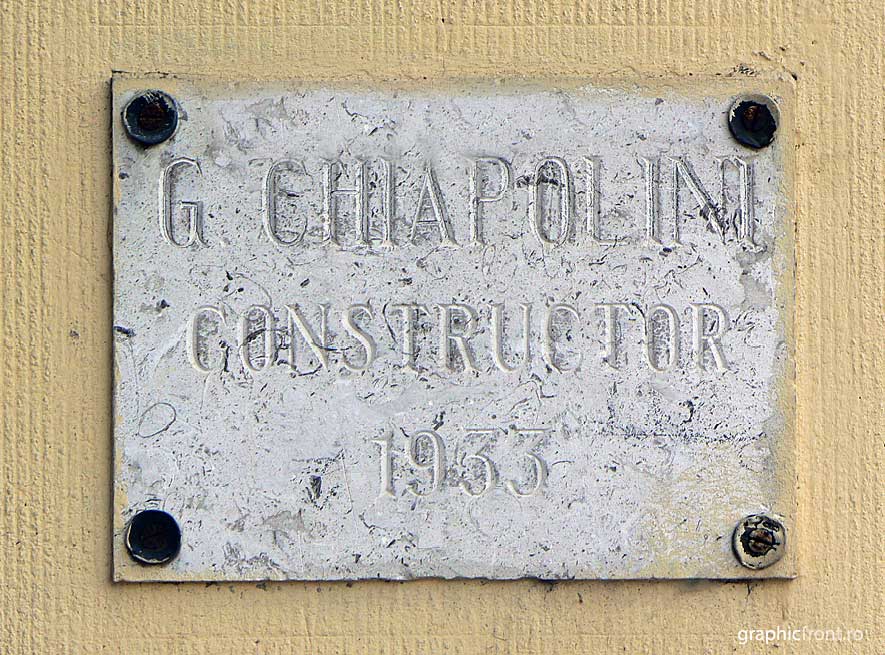 G. CHIAPOLINI
CONSTRUCTOR
1933
graphicfront.ro